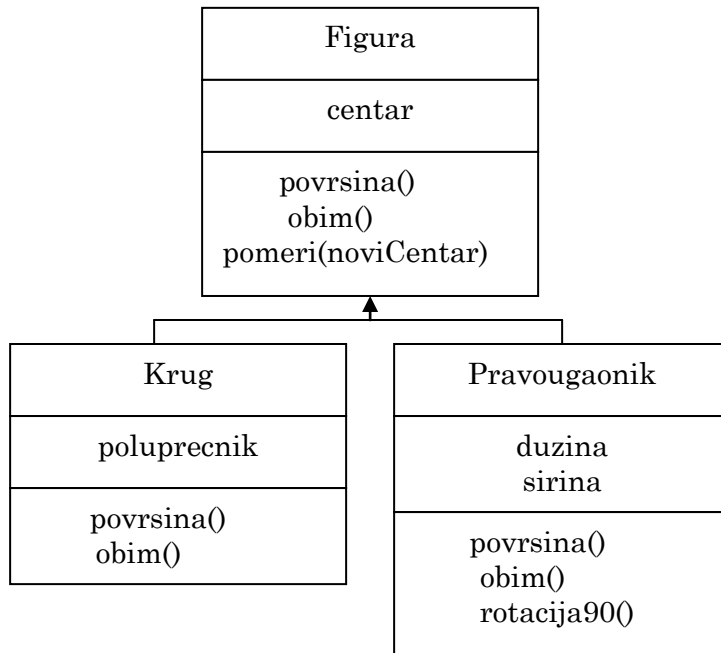 Figura
centar
povrsina()
obim()
pomeri(noviCentar)
Krug
poluprecnik
povrsina()
obim()
Pravougaonik
duzina
sirina
povrsina()
obim()
rotacija90()